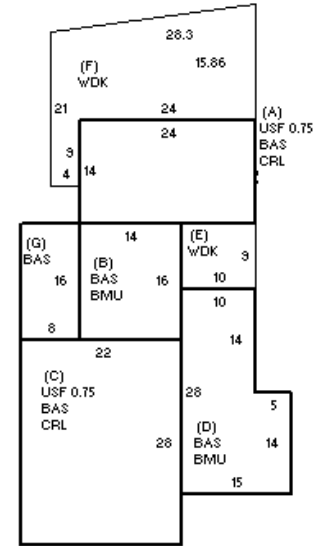 28.3
(F)
WDK
15.86
21
24
(A)
USF 0.75
BAS
CRL
24
9
4
14
(G)
BAS
16
8
14
(B)
BAS
BMU
16
(E)
WDK
9
10
10
14
22
(C)
USF 0.75
BAS
CRL
28
28
5
(D)
BAS
BMU
14
15